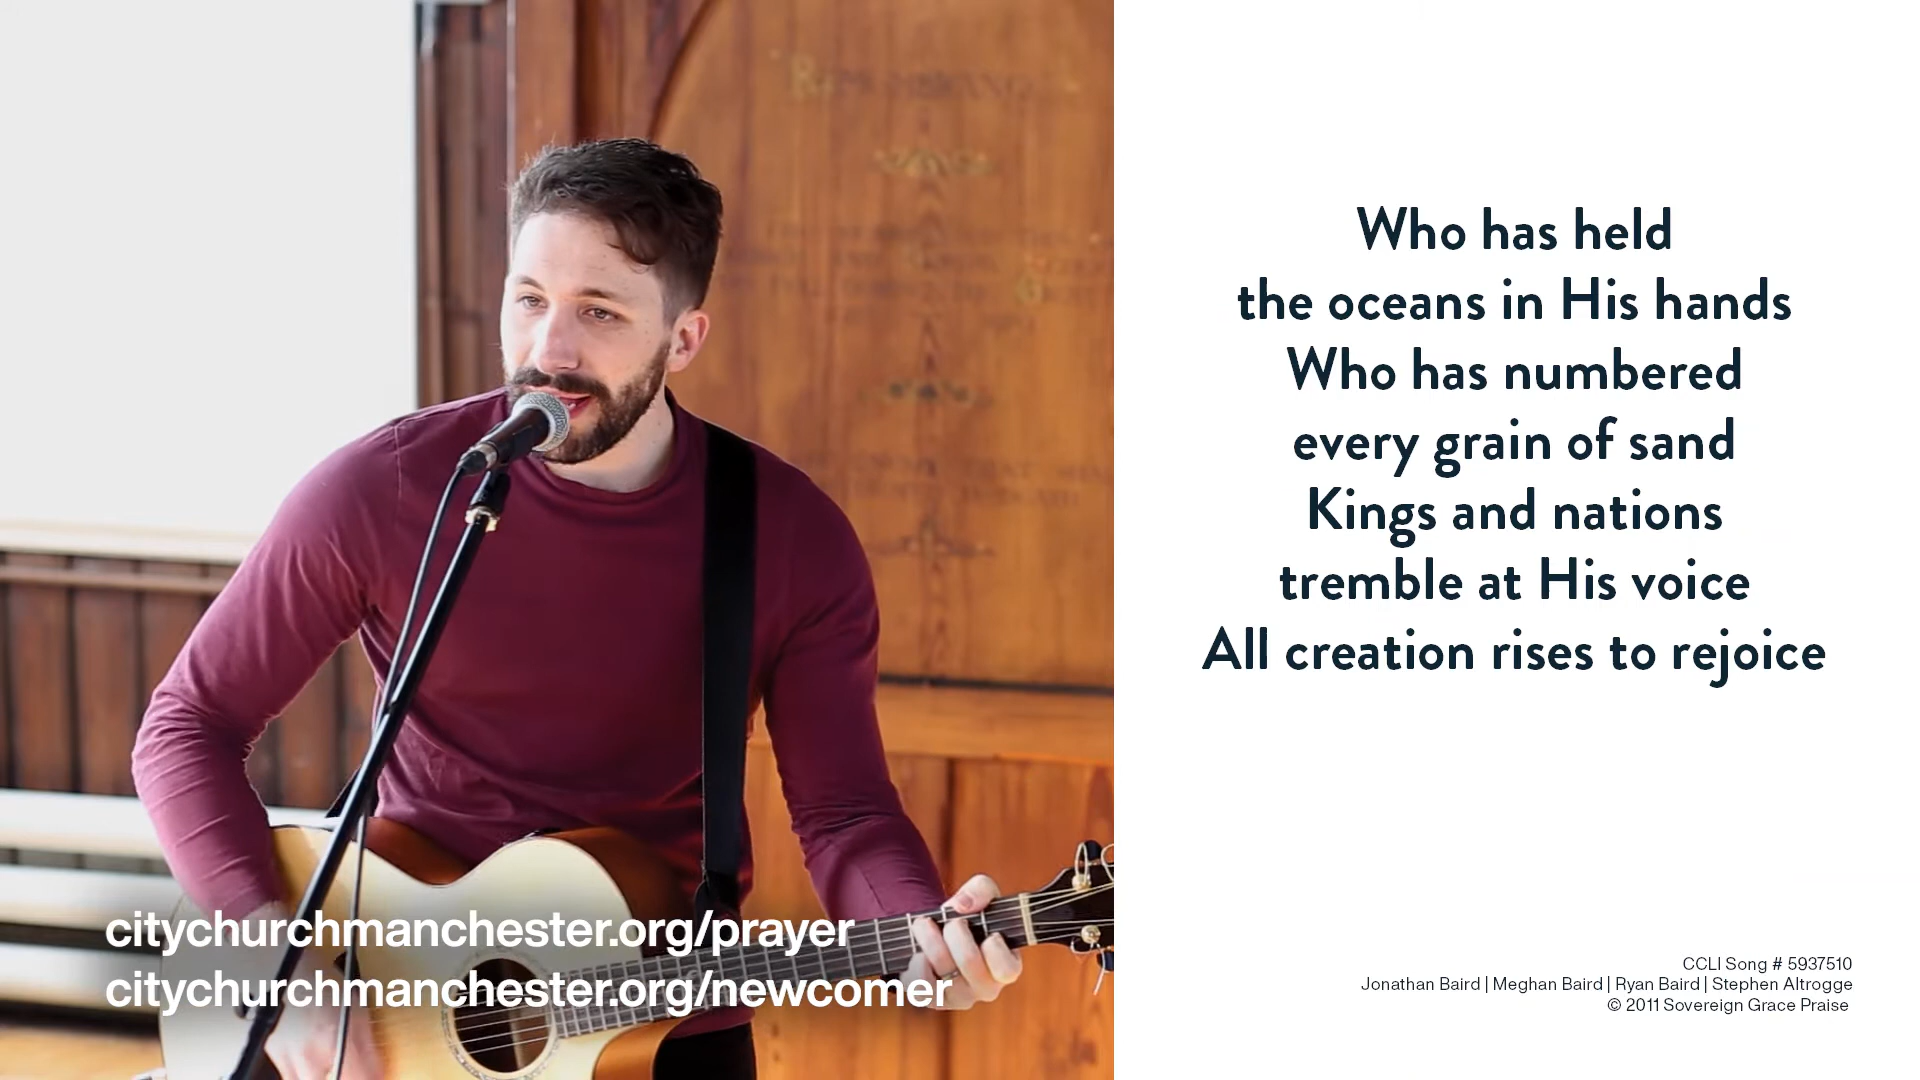 citychurchmanchester.org/prayer
citychurchmanchester.org/newcomer
Who has held
the oceans in His hands
Who has numbered
every grain of sand
Kings and nations
tremble at His voice
All creation rises to rejoice
CCLI Song # 5937510
Jonathan Baird | Meghan Baird | Ryan Baird | Stephen Altrogge
© 2011 Sovereign Grace Praise